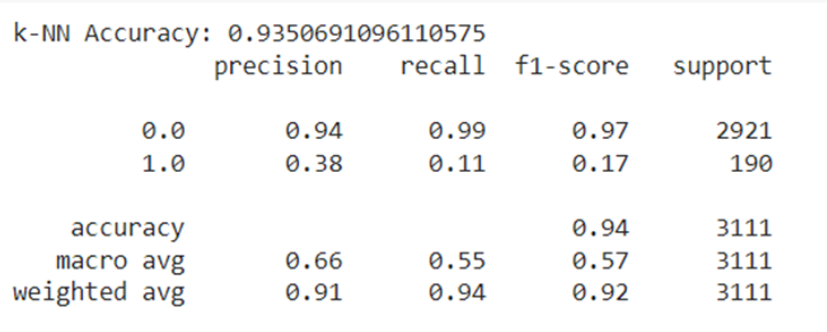 k-NN Accuracy: 0.9350691096110575
precision recall f1-score support
0.0 0.94 0.99 0.97 2921
1.0 0.38 0.11 0.17 190
accuracy 0.94 3111
macro avg 0.66 0.55 0.57 3111
weighted avg 0.91 0.94 0.92 3111